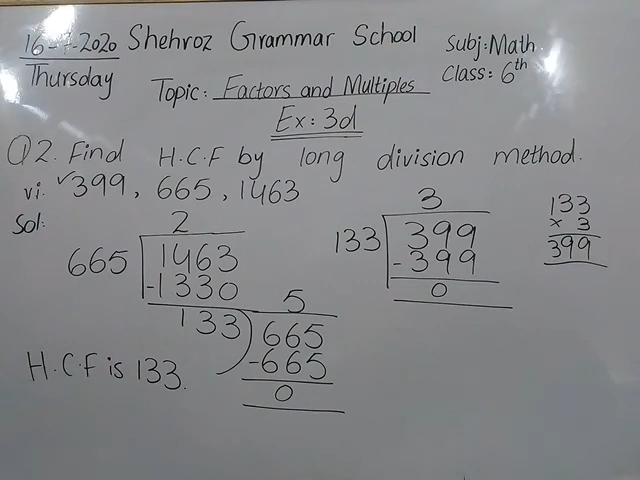 16-7-2020 Shehroz Grammar School Subj: Math.
Thursday Topic: Factors and Multiples Class: 6th
Ex: 3d
Q2. Find H.C.F by long division method.
vi. ✓399, 665, 1463
Sol:
2
665 1463
-1330
5
133 665
-665
0
3
133 399
-399
0
133
× 3
399
H.C.F is 133.